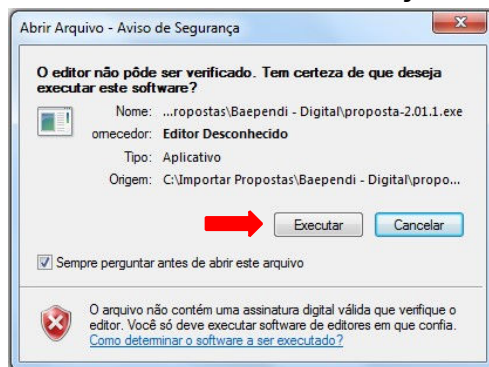 Abrir Arquivo - Aviso de Segurança
O editor não pôde ser verificado. Tem certeza de que deseja
executar este software?
Nome: ...ropostas\Baependi - Digital\proposta-2.01.1.exe
ornecedor: Editor Desconhecido
Tipo: Aplicativo
Origem: C:\Importar Propostas\Baependi - Digital\propo...
Executar Cancelar
Sempre perguntar antes de abrir este arquivo
O arquivo não contém uma assinatura digital válida que verifique o
editor. Você só deve executar software de editores em que confia.
Como determinar o software a ser executado?